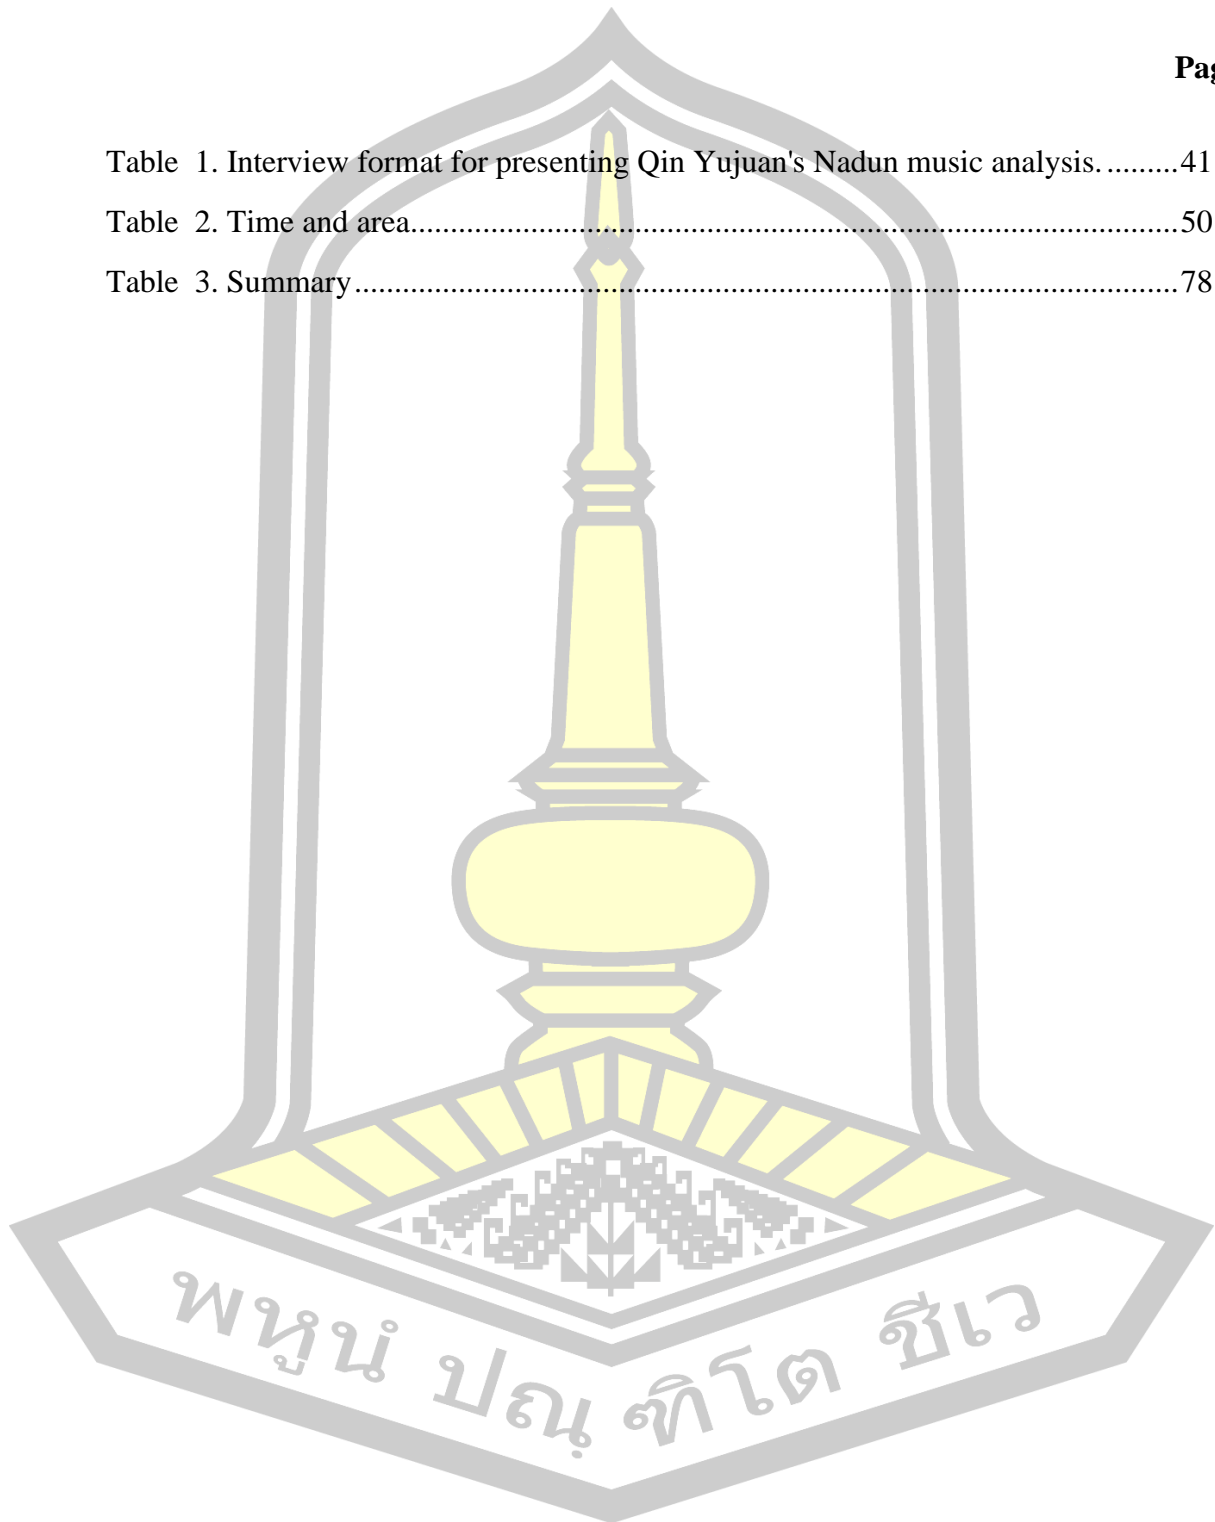 Pag
Table 1. Interview format for presenting Qin Yujuan's Nadun music analysis. .........41
Table 2. Time and area...................................................................................................50
Table 3. Summary..........................................................................................................78
พหูนํ ปณฺ ฑิโต ชีเว